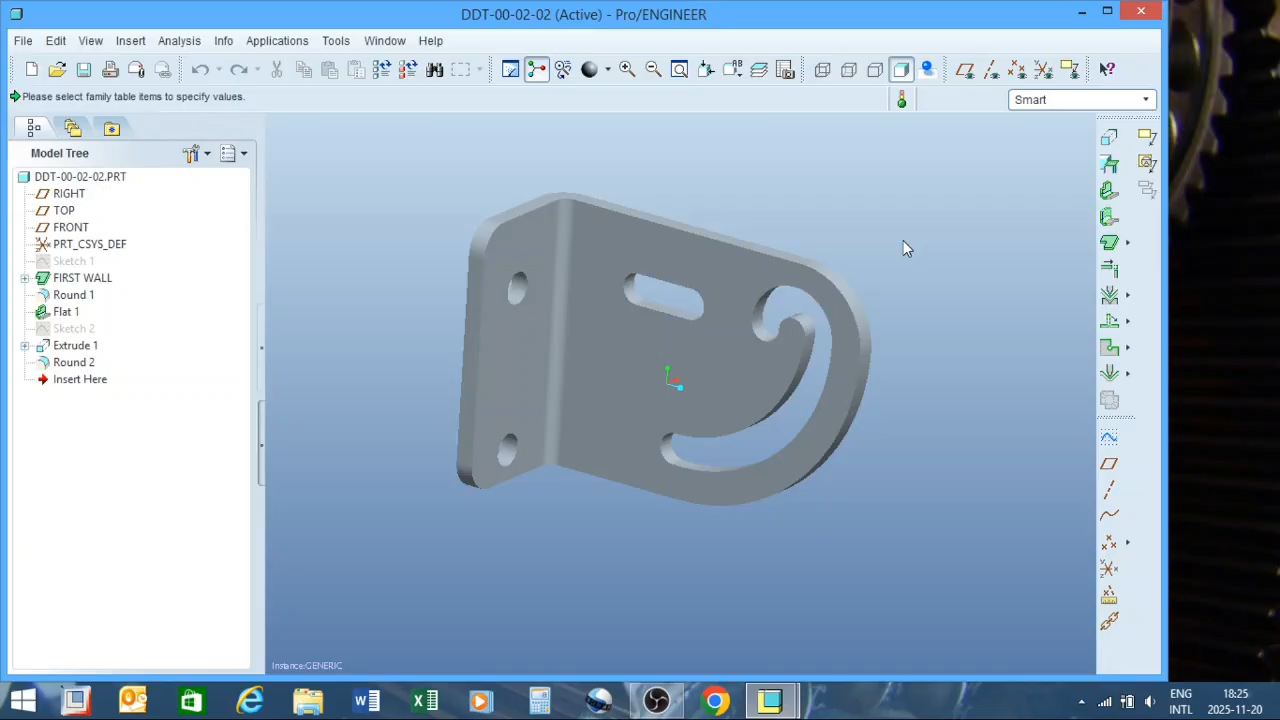 DDT-00-02-02 (Active) - Pro/ENGINEER
File Edit View Insert Analysis Info Applications Tools Window Help
Please select family table items to specify values.
Smart
Model Tree
DDT-00-02-02.PRT
RIGHT
TOP
FRONT
PRT_CSYS_DEF
Sketch 1
FIRST WALL
Round 1
Flat 1
Sketch 2
Extrude 1
Round 2
Insert Here
Instance:GENERIC
ENG 18:25
INTL 2025-11-20